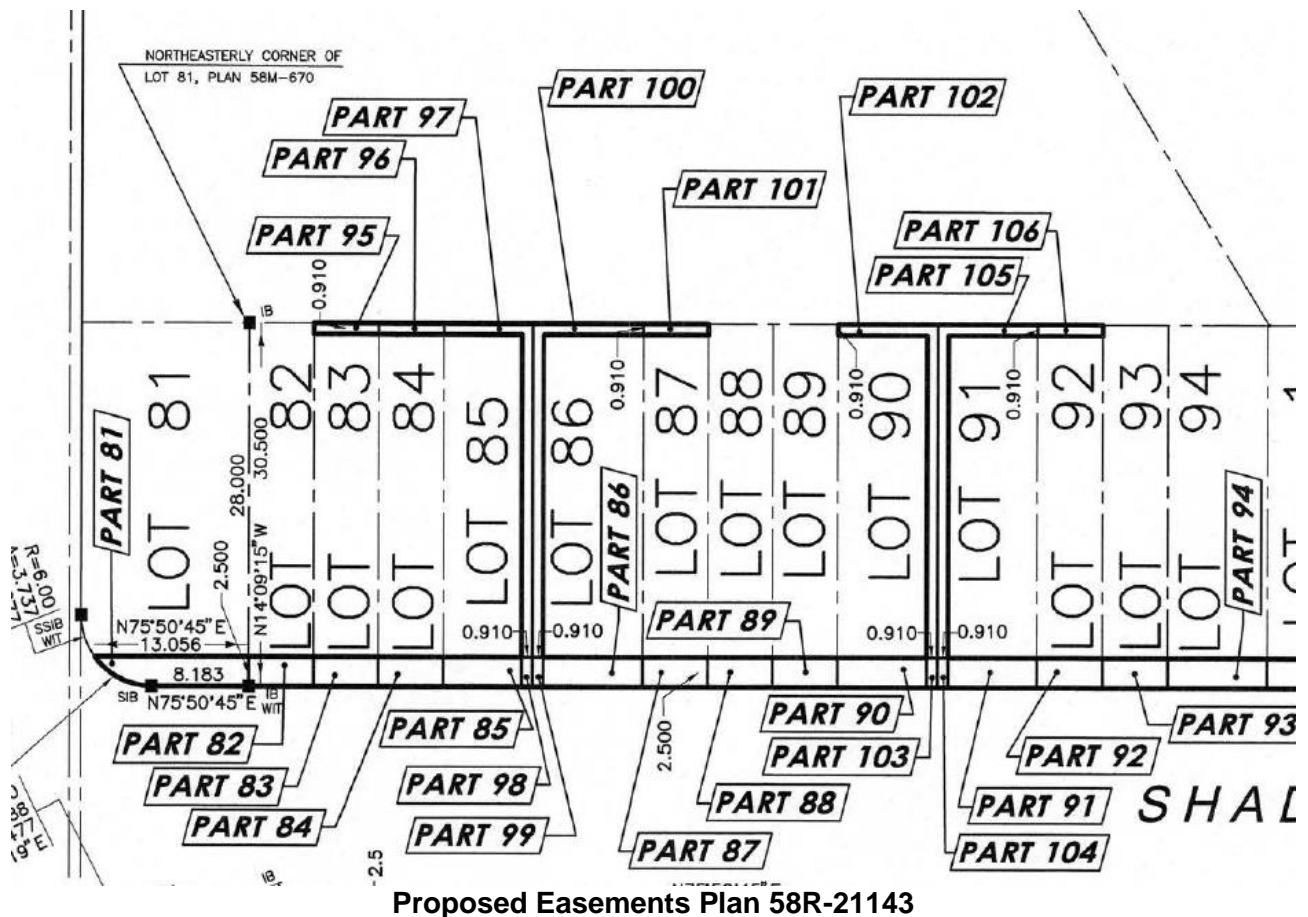 NORTHEASTERLY CORNER OF
LOT 81, PLAN 58M-670
PART 97
PART 100
PART 102
PART 96
PART 101
PART 95
PART 106
PART 105
0.910
IB
0.910
0.910
0.910
LOT 81
LOT 82
LOT 83
LOT 84
LOT 85
LOT 86
LOT 87
LOT 88
LOT 89
LOT 90
LOT 91
LOT 92
LOT 93
LOT 94
LOT
PART 81
28.000
30.500
N14°09'15"W
2.500
PART 86
PART 94
PART 89
R=6.00
SSIB
WIT
N75°50'45"E
13.056
0.910
0.910
0.910
0.910
8.183
SIB
N75°50'45"E
IB
WIT
PART 82
PART 83
PART 84
PART 85
PART 98
PART 99
2.500
PART 90
PART 103
PART 88
PART 87
PART 92
PART 91
PART 104
PART 93
SHAD
IB
2.5
Proposed Easements Plan 58R-21143